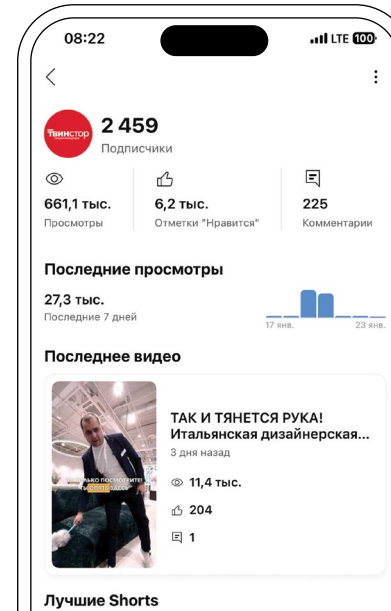 08:22
LTE 100
ТВИНСТОР
2 459
Подписчики
661,1 тыс.
Просмотры
6,2 тыс.
Отметки "Нравится"
225
Комментарии
Последние просмотры
27,3 тыс.
Последние 7 дней
17 янв.
23 янв.
Последнее видео
ТОЛЬКО ПОСМОТРИТЕ!
ТАК И ТЯНЕТСЯ РУКА!
Итальянская дизайнерская...
3 дня назад
11,4 тыс.
204
1
Лучшие Shorts